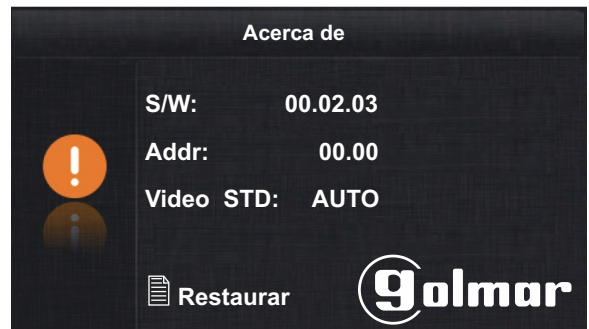 Acerca de
S/W: 00.02.03
Addr: 00.00
Video STD: AUTO
Restaurar
golmar